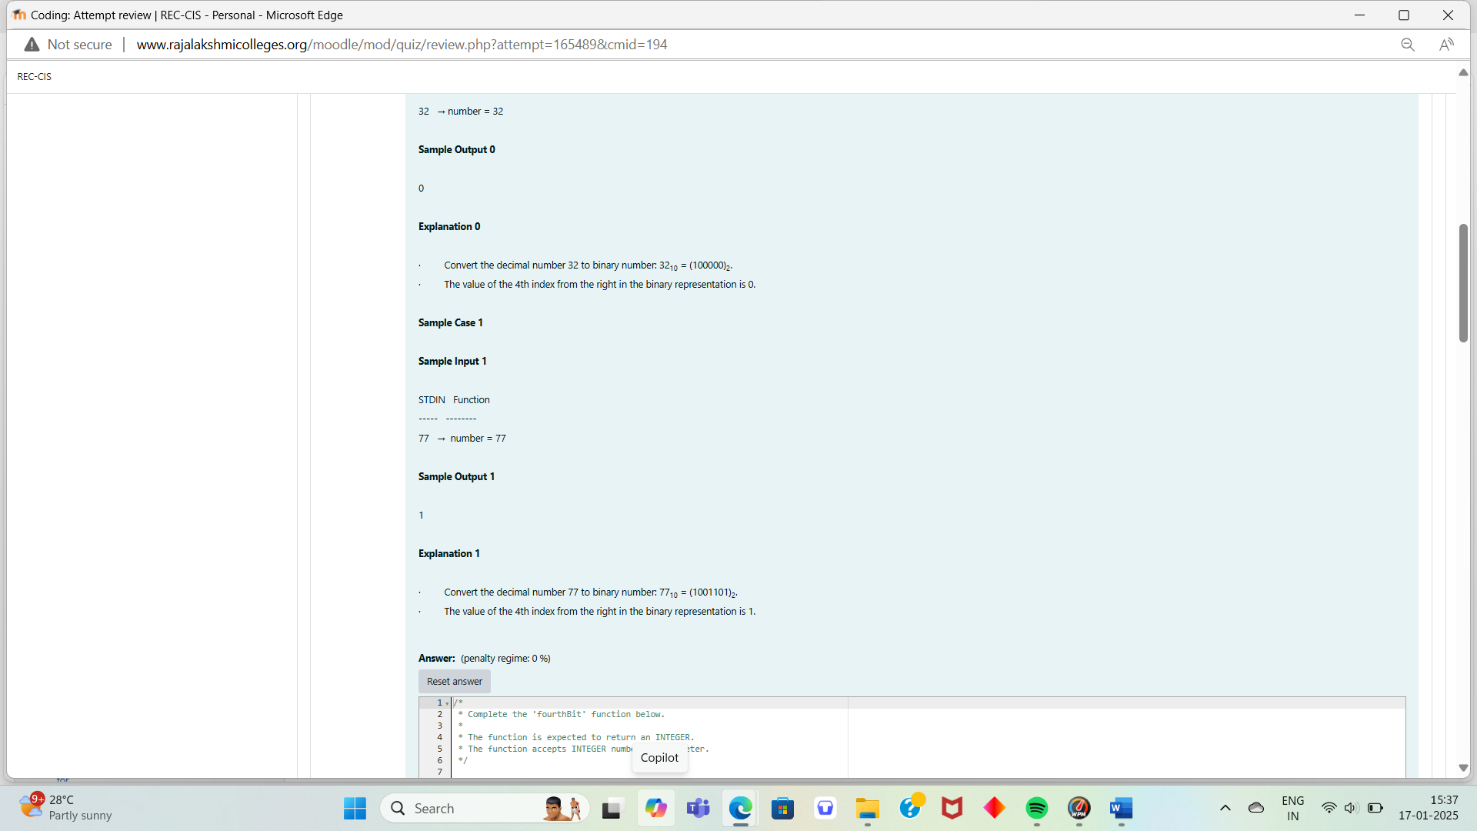 Coding: Attempt review | REC-CIS - Personal - Microsoft Edge
Not secure | www.rajalakshmicolleges.org/moodle/mod/quiz/review.php?attempt=165489&cmid=194
REC-CIS
32 → number = 32
Sample Output 0
0
Explanation 0
· Convert the decimal number 32 to binary number: 32₁₀ = (100000)₂.
· The value of the 4th index from the right in the binary representation is 0.
Sample Case 1
Sample Input 1
STDIN Function
----- --------
77 → number = 77
Sample Output 1
1
Explanation 1
· Convert the decimal number 77 to binary number: 77₁₀ = (1001101)₂.
· The value of the 4th index from the right in the binary representation is 1.
Answer: (penalty regime: 0 %)
Reset answer
1 /*
2 * Complete the 'fourthBit' function below.
3 *
4 * The function is expected to return an INTEGER.
5 * The function accepts INTEGER numb eter.
6 */
7
Copilot
9+
28°C
Partly sunny
Search
ENG
IN
15:37
17-01-2025